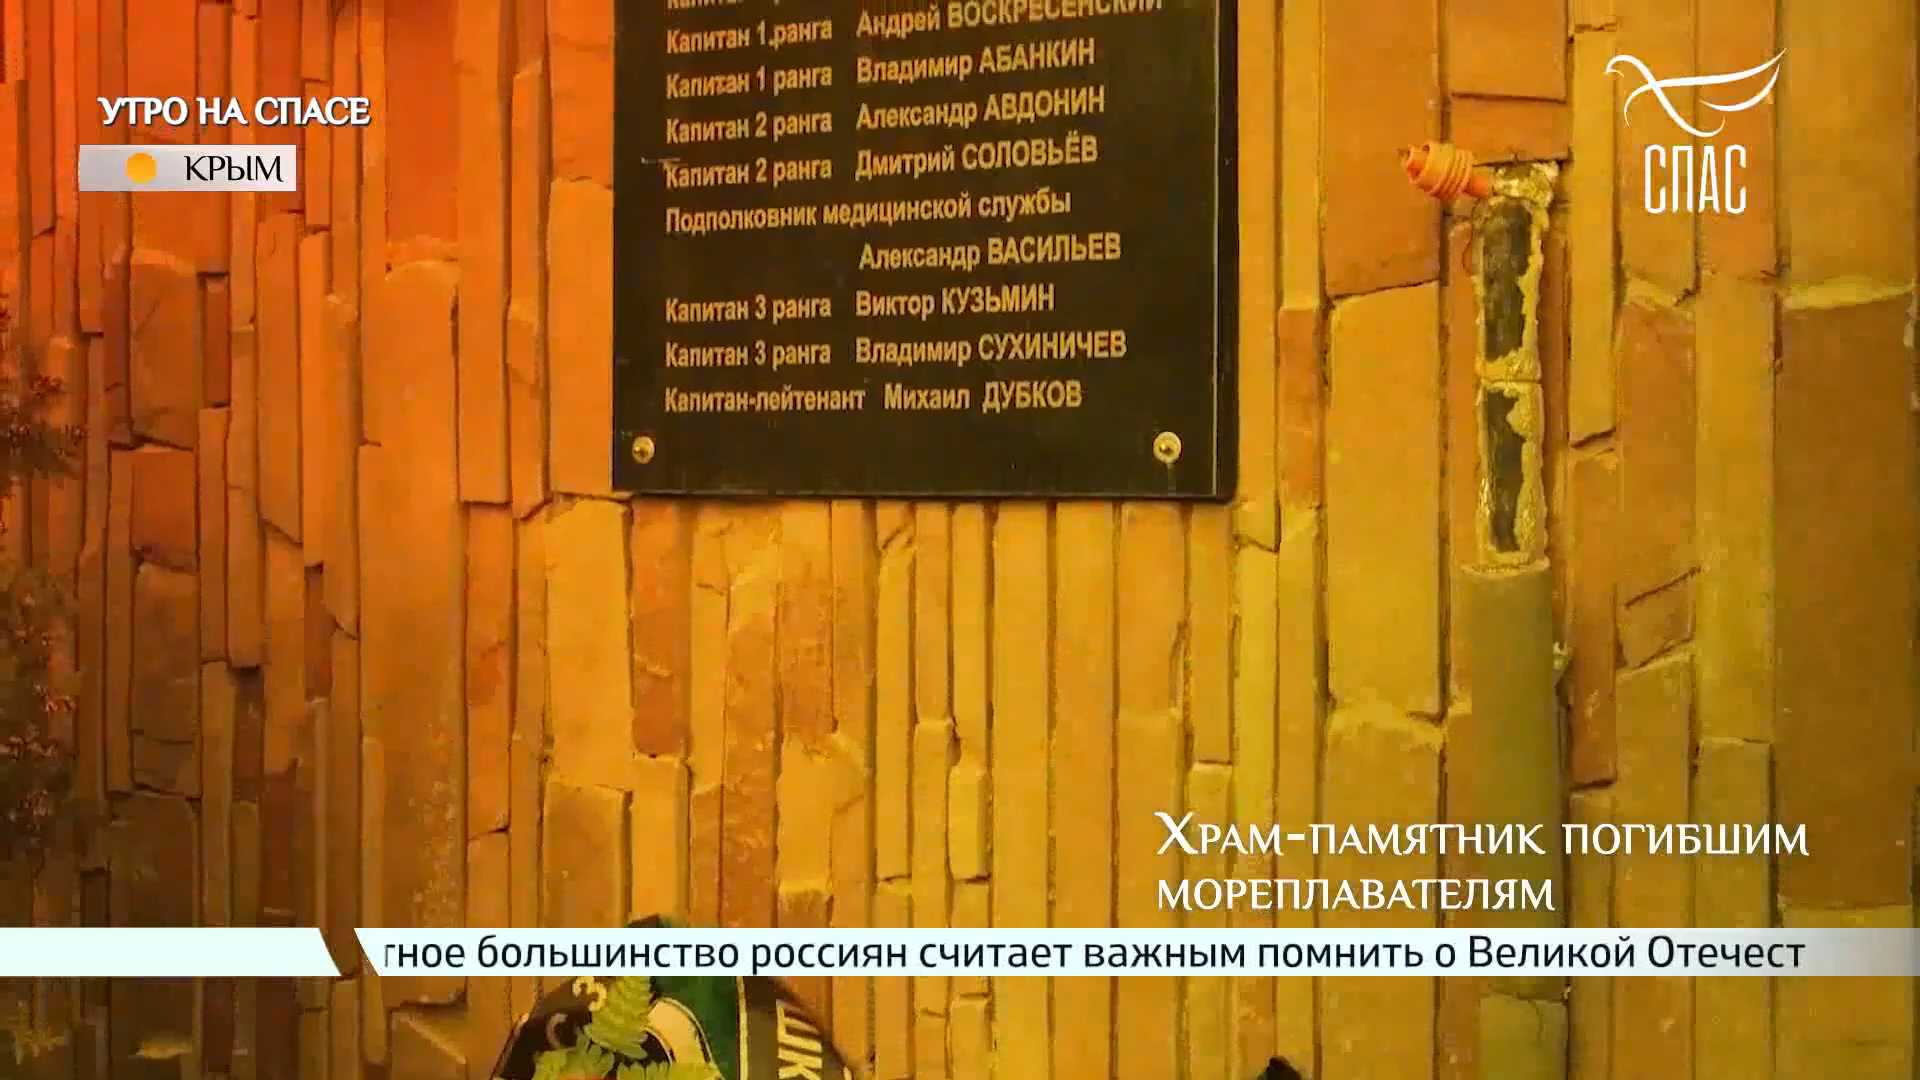 Капитан 1 ранга Андрей ВОСКРЕСЕНСКИЙ
Капитан 1 ранга Владимир АБАНКИН
Капитан 2 ранга Александр АВДОНИН
Капитан 2 ранга Дмитрий СОЛОВЬЁВ
Подполковник медицинской службы
Александр ВАСИЛЬЕВ
Капитан 3 ранга Виктор КУЗЬМИН
Капитан 3 ранга Владимир СУХИНИЧЕВ
Капитан-лейтенант Михаил ДУБКОВ
УТРО НА СПАСЕ
КРЫМ
СПАС
Храм-памятник погибшим
мореплавателям
тное большинство россиян считает важным помнить о Великой Отечест